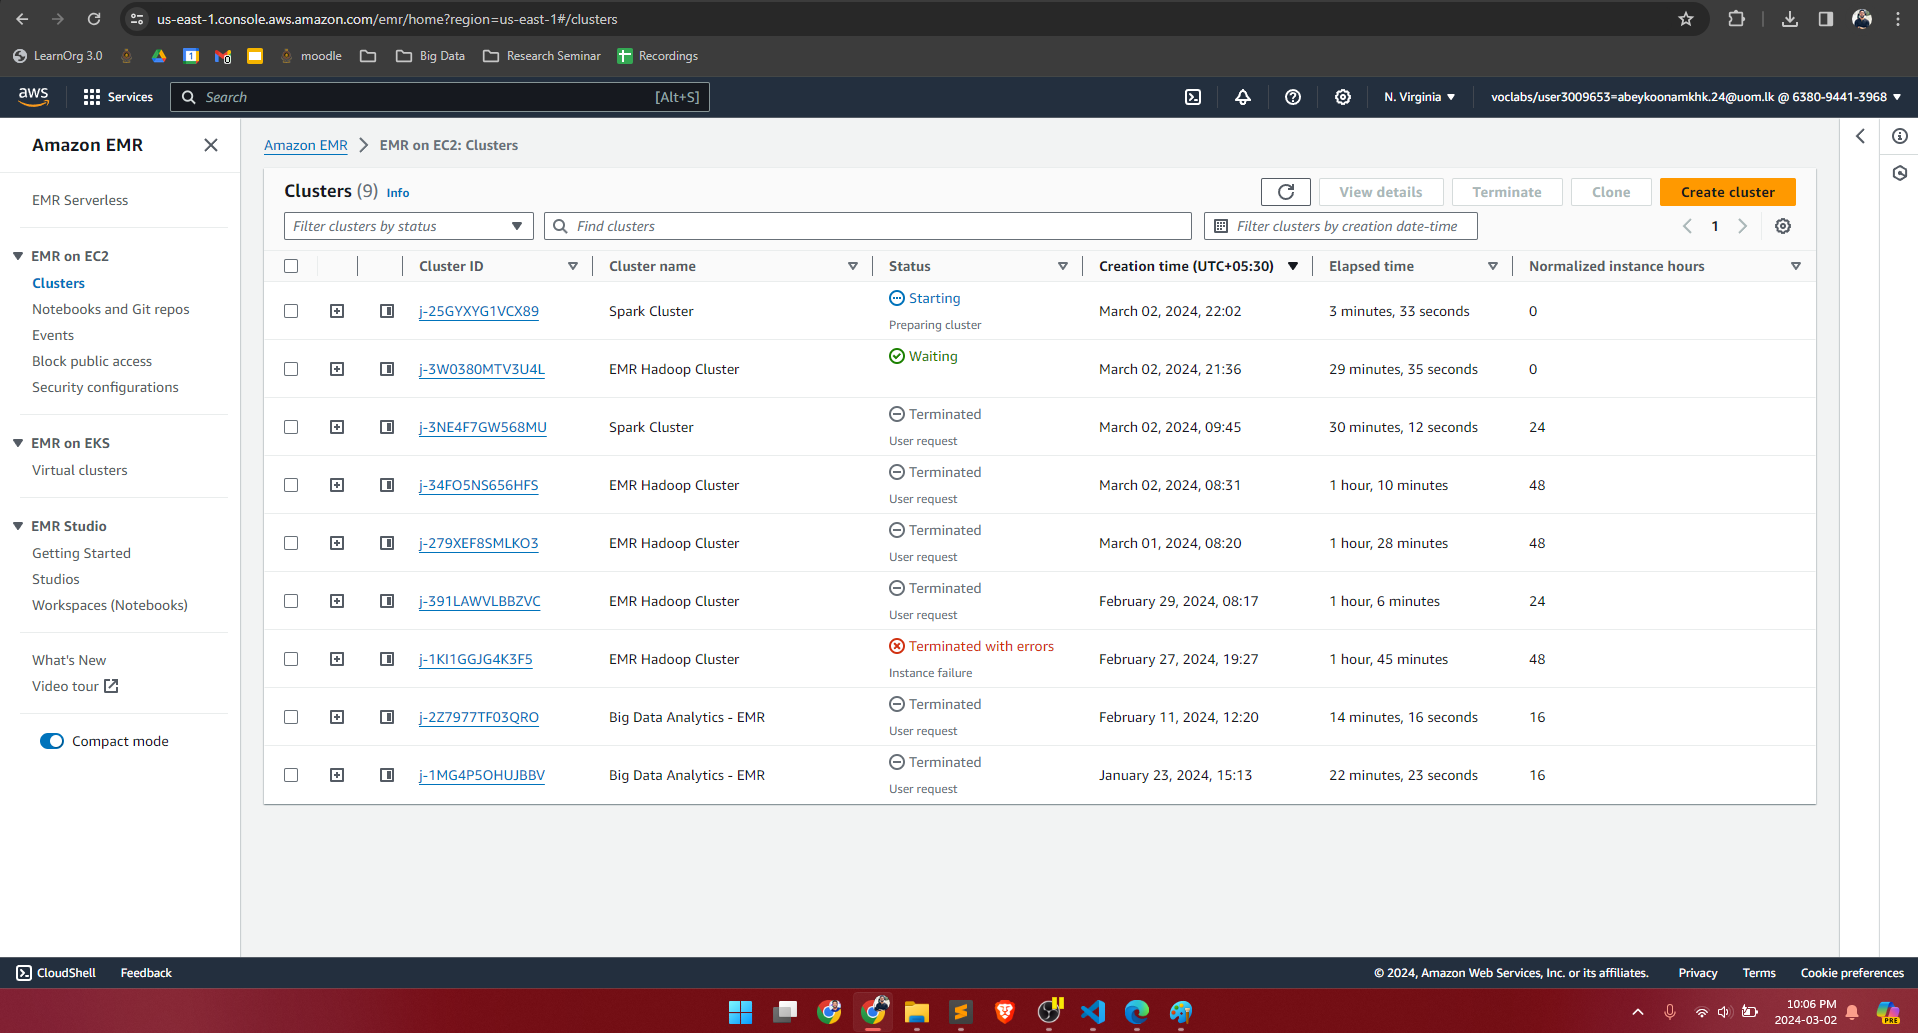 us-east-1.console.aws.amazon.com/emr/home?region=us-east-1#/clusters
LearnOrg 3.0 moodle Big Data Research Seminar Recordings
aws Services Search [Alt+S] N. Virginia voclabs/user3009653=abeykoonamkhk.24@uom.lk @ 6380-9441-3968
Amazon EMR
EMR Serverless
EMR on EC2
Clusters
Notebooks and Git repos
Events
Block public access
Security configurations
EMR on EKS
Virtual clusters
EMR Studio
Getting Started
Studios
Workspaces (Notebooks)
What's New
Video tour
Compact mode
Amazon EMR > EMR on EC2: Clusters
Clusters (9) Info View details Terminate Clone Create cluster
Filter clusters by status Find clusters Filter clusters by creation date-time 1
Cluster ID Cluster name Status Creation time (UTC+05:30) Elapsed time Normalized instance hours
j-25GYXYG1VCX89 Spark Cluster Starting March 02, 2024, 22:02 3 minutes, 33 seconds 0
Preparing cluster
j-3W0380MTV3U4L EMR Hadoop Cluster Waiting March 02, 2024, 21:36 29 minutes, 35 seconds 0
j-3NE4F7GW568MU Spark Cluster Terminated March 02, 2024, 09:45 30 minutes, 12 seconds 24
User request
j-34FO5NS656HFS EMR Hadoop Cluster Terminated March 02, 2024, 08:31 1 hour, 10 minutes 48
User request
j-279XEF8SMLKO3 EMR Hadoop Cluster Terminated March 01, 2024, 08:20 1 hour, 28 minutes 48
User request
j-391LAWVLBBZVC EMR Hadoop Cluster Terminated February 29, 2024, 08:17 1 hour, 6 minutes 24
User request
j-1KI1GGJG4K3F5 EMR Hadoop Cluster Terminated with errors February 27, 2024, 19:27 1 hour, 45 minutes 48
Instance failure
j-2Z7977TF03QRO Big Data Analytics - EMR Terminated February 11, 2024, 12:20 14 minutes, 16 seconds 16
User request
j-1MG4P5OHUJBBV Big Data Analytics - EMR Terminated January 23, 2024, 15:13 22 minutes, 23 seconds 16
User request
CloudShell Feedback © 2024, Amazon Web Services, Inc. or its affiliates. Privacy Terms Cookie preferences
10:06 PM
2024-03-02
PRE